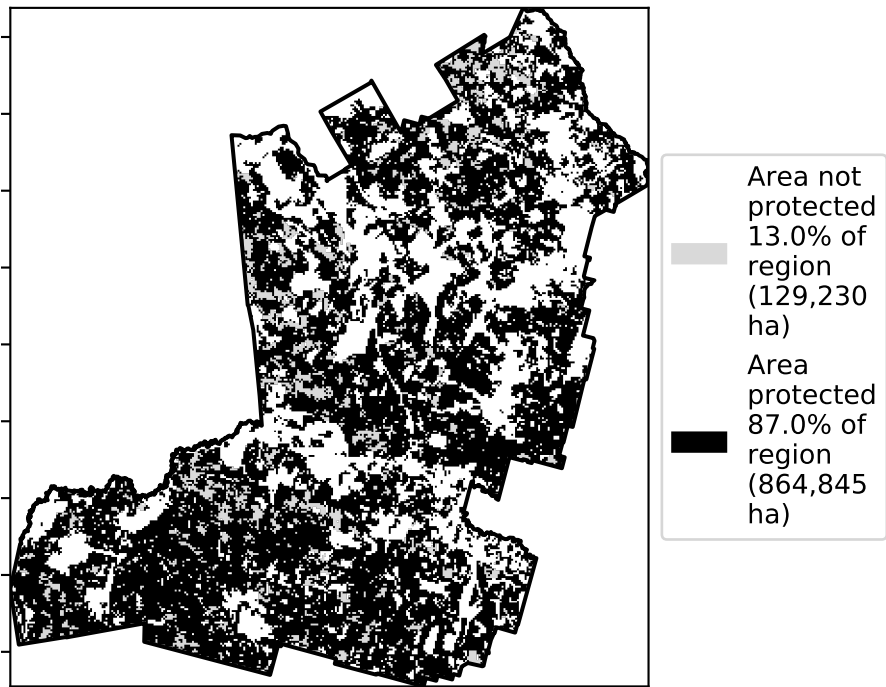 Area not
protected
13.0% of
region
(129,230
ha)
Area
protected
87.0% of
region
(864,845
ha)